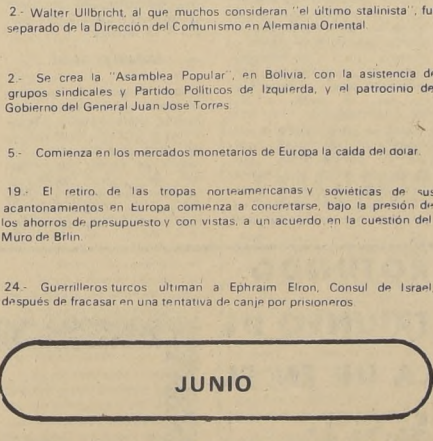 2.- Walter Ullbricht, al que muchos consideran "el último stalinista", fu
separado de la Dirección del Comunismo en Alemania Oriental.
2.- Se crea la "Asamblea Popular", en Bolivia, con la asistencia de
grupos sindicales y Partido Políticos de Izquierda, y el patrocinio de
Gobierno del General Juan José Torres
5.- Comienza en los mercados monetarios de Europa la caída del dolar.
19.- El retiro de las tropas norteamericanas y soviéticas de sus
acantonamientos en Europa comienza a concretarse, bajo la presión de
los ahorros de presupuesto y con vistas, a un acuerdo en la cuestión del
Muro de Brlin.
24.- Guerrilleros turcos ultiman a Ephraim Elron, Consul de Israel
después de fracasar en una tentativa de canje por prisioneros.
JUNIO